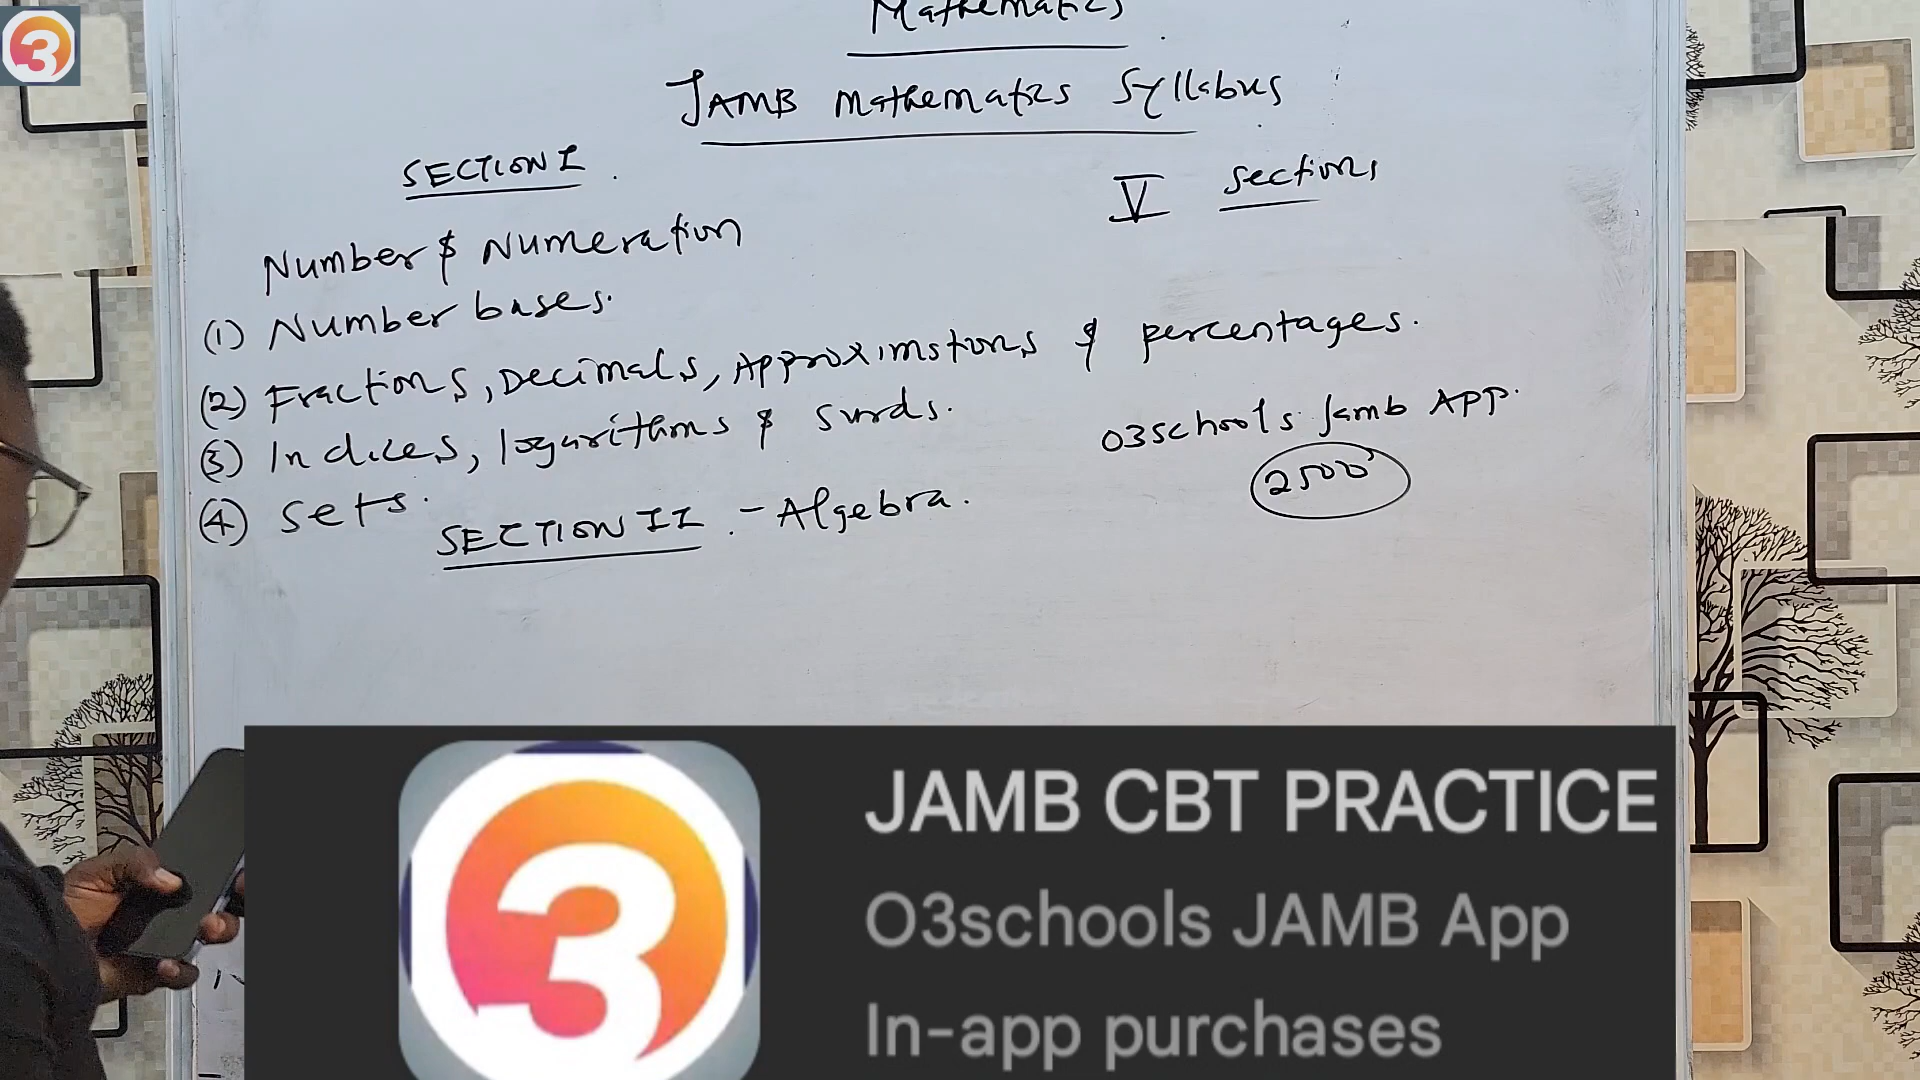 3
Mathematics
JAMB mathematics Syllabus
SECTION I
V sections
Number & Numeration
(1) Number bases.
(2) Fractions, Decimals, Approximations & percentages.
(3) Indices, logarithms & surds.
O3schools Jamb APP.
2500
(4) Sets.
SECTION II - Algebra.
3
JAMB CBT PRACTICE
O3schools JAMB App
In-app purchases